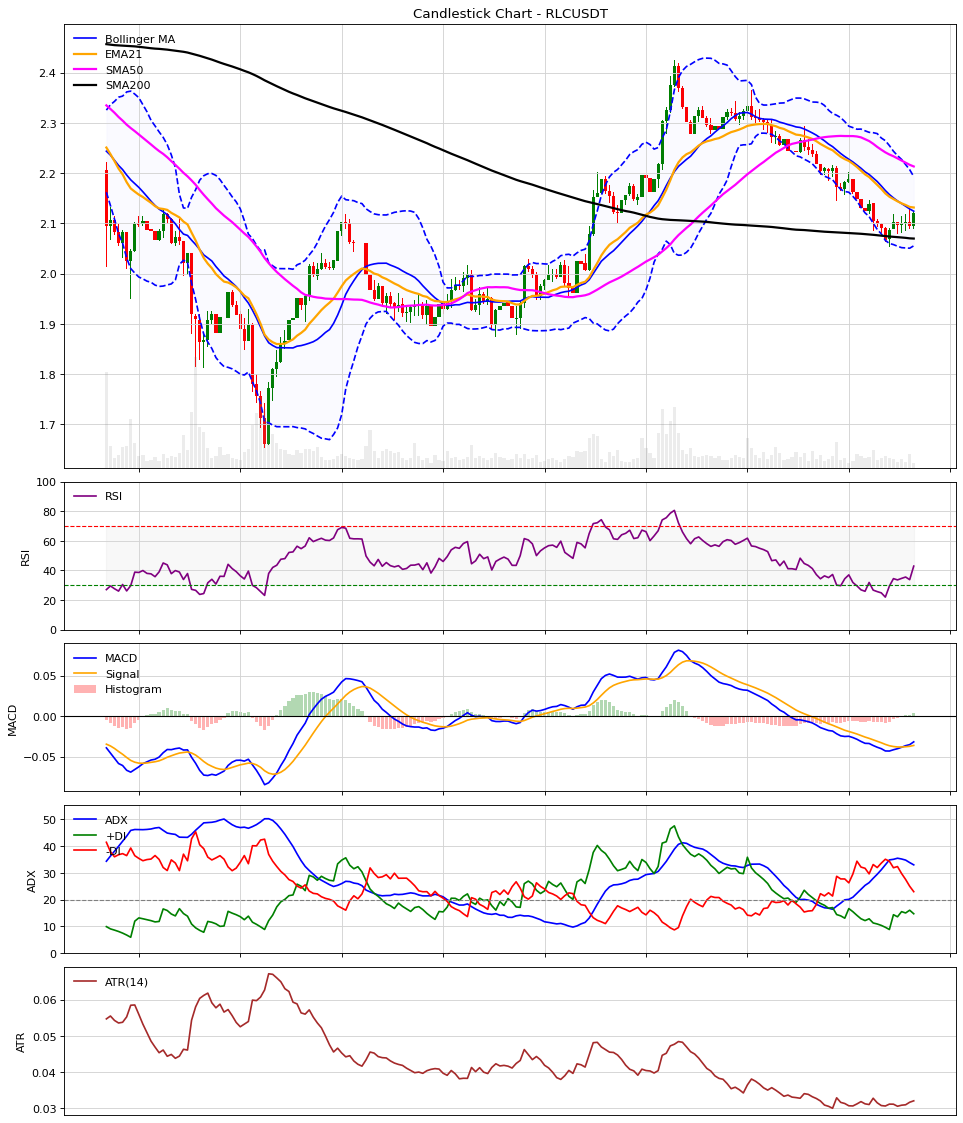 Candlestick Chart - RLCUSDT
Bollinger MA
EMA21
SMA50
SMA200
2.4
2.3
2.2
2.1
2.0
1.9
1.8
1.7
RSI
100
80
60
40
20
0
RSI
MACD
Signal
Histogram
0.05
0.00
−0.05
MACD
ADX
+DI
-DI
50
40
30
20
10
0
ADX
ATR(14)
0.06
0.05
0.04
0.03
ATR